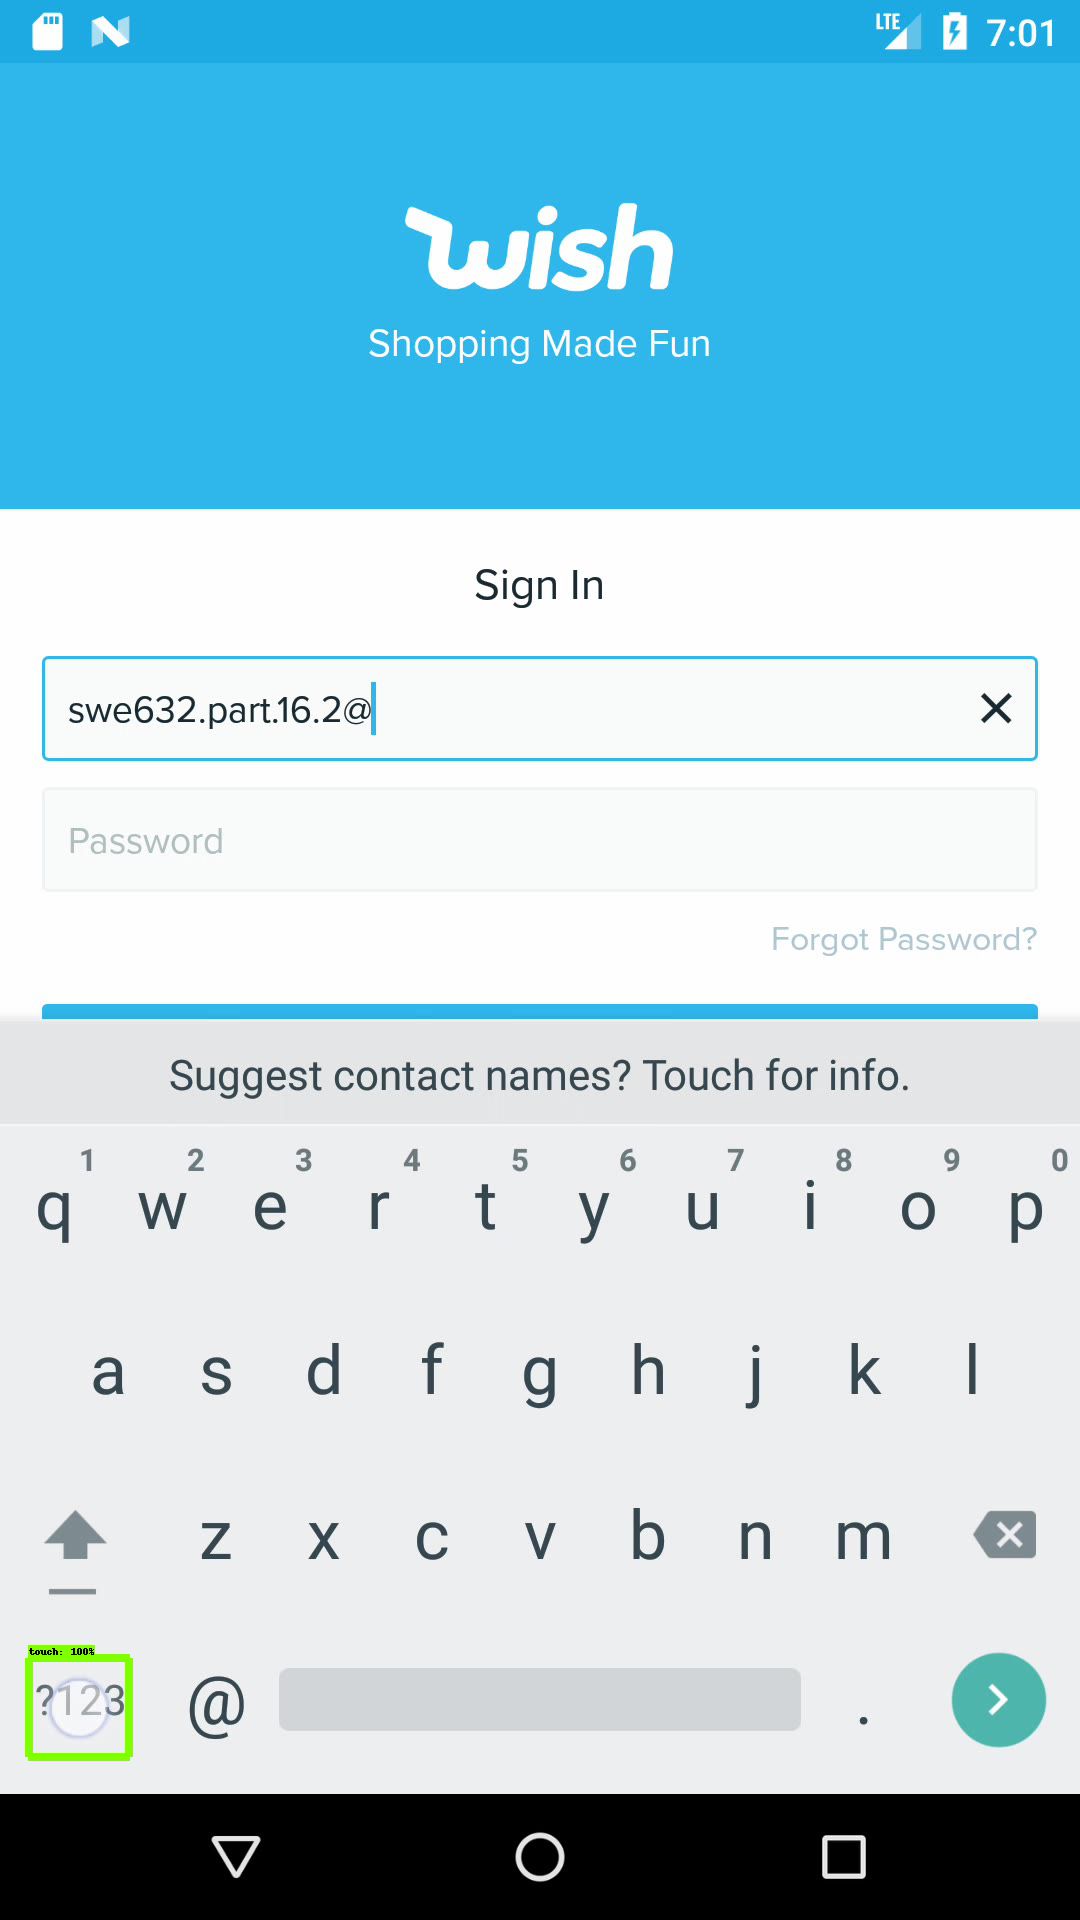 LTE 7:01
wish
Shopping Made Fun
Sign In
swe632.part.16.2@
Password
Forgot Password?
Suggest contact names? Touch for info.
1 2 3 4 5 6 7 8 9 0
q w e r t y u i o p
a s d f g h j k l
z x c v b n m
touch: 100%
?123 @ .